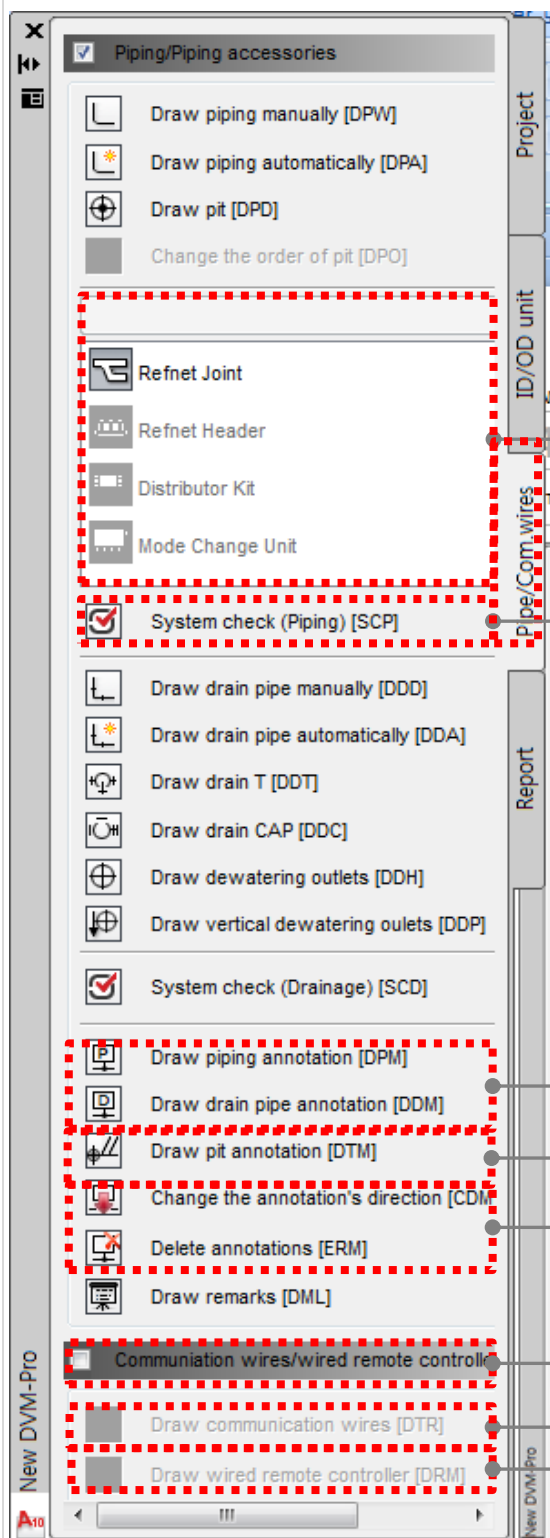 Piping/Piping accessories
Draw piping manually [DPW]
Draw piping automatically [DPA]
Draw pit [DPD]
Change the order of pit [DPO]
Refnet Joint
Refnet Header
Distributor Kit
Mode Change Unit
System check (Piping) [SCP]
Draw drain pipe manually [DDD]
Draw drain pipe automatically [DDA]
Draw drain T [DDT]
Draw drain CAP [DDC]
Draw dewatering outlets [DDH]
Draw vertical dewatering oulets [DDP]
System check (Drainage) [SCD]
Draw piping annotation [DPM]
Draw drain pipe annotation [DDM]
Draw pit annotation [DTM]
Change the annotation's direction [CDM
Delete annotations [ERM]
Draw remarks [DML]
Communiation wires/wired remote controlle
Draw communication wires [DTR]
Draw wired remote controller [DRM]
Project
ID/OD unit
Pipe/Com.wires
Report
New DVM-Pro
New DVM-Pro
A10